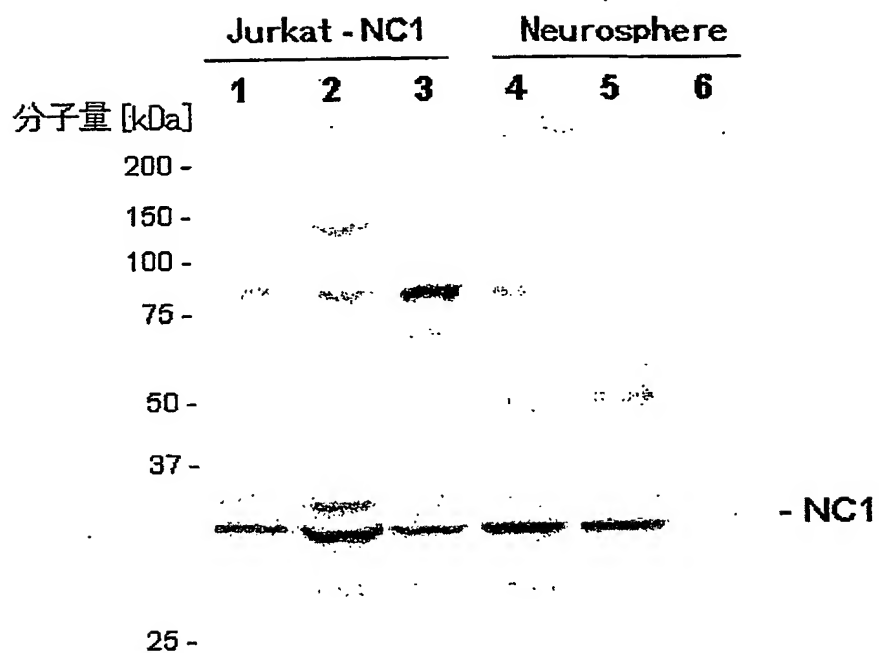 Jurkat - NC1 Neurosphere
1 2 3 4 5 6
分子量 [kDa]
200 -
150 -
100 -
75 -
50 -
37 -
- NC1
25 -